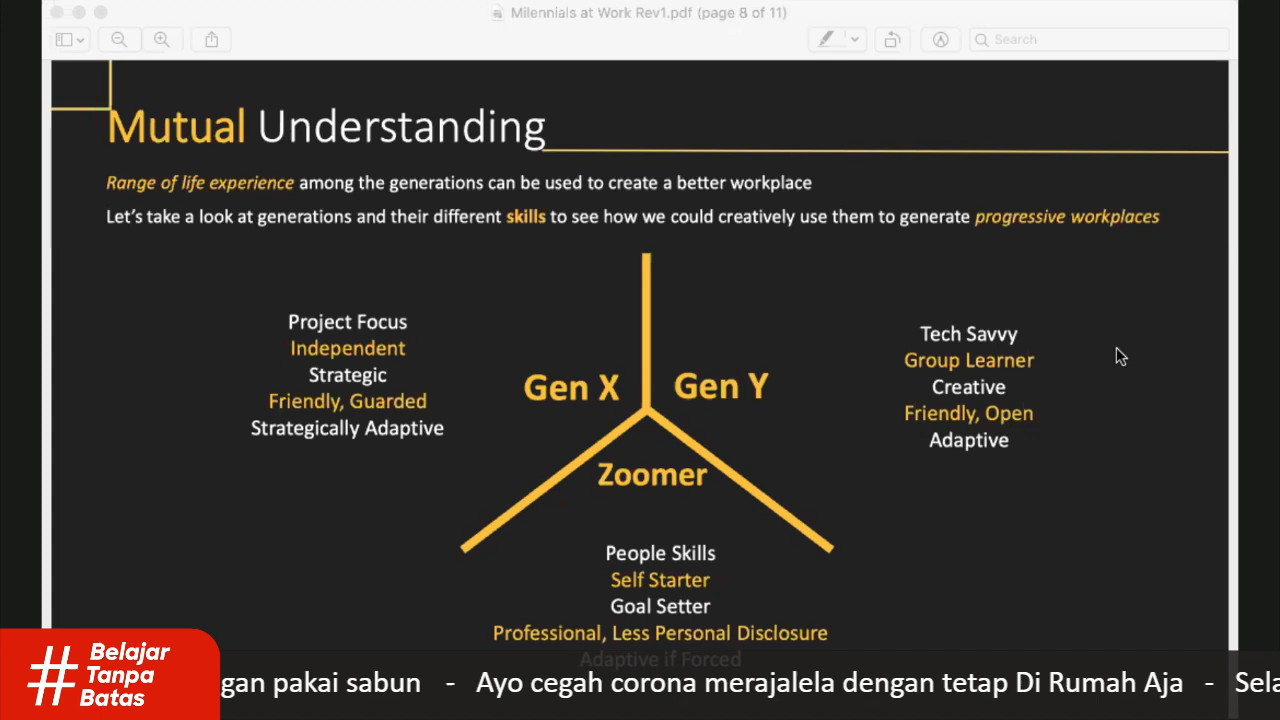 Milennials at Work Rev1.pdf (page 8 of 11)
Search
Mutual Understanding
Range of life experience among the generations can be used to create a better workplace
Let's take a look at generations and their different skills to see how we could creatively use them to generate progressive workplaces
Project Focus
Independent
Strategic
Friendly, Guarded
Strategically Adaptive
Gen X
Gen Y
Tech Savvy
Group Learner
Creative
Friendly, Open
Adaptive
Zoomer
People Skills
Self Starter
Goal Setter
Professional, Less Personal Disclosure
Adaptive if Forced
# Belajar
Tanpa
Batas
gan pakai sabun - Ayo cegah corona merajalela dengan tetap Di Rumah Aja - Sela